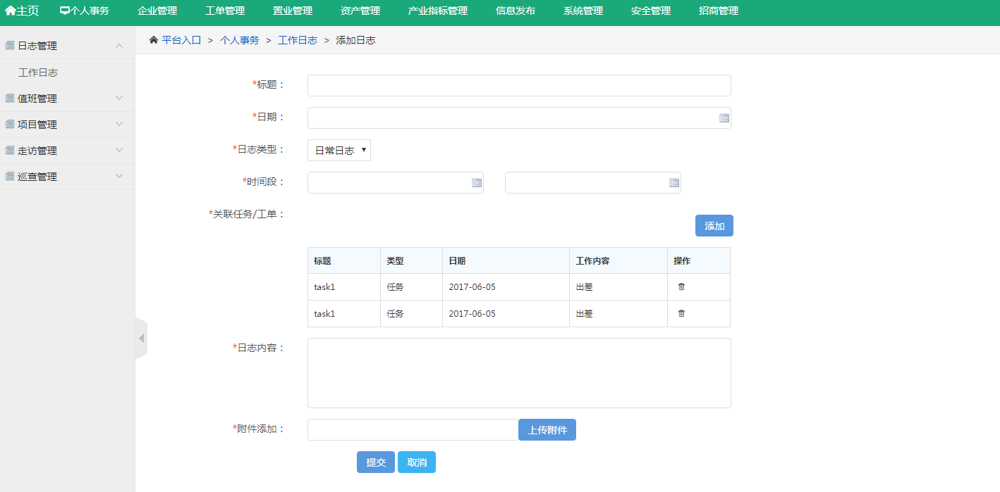 主页 个人事务 企业管理 工单管理 置业管理 资产管理 产业指标管理 信息发布 系统管理 安全管理 招商管理
平台入口 > 个人事务 > 工作日志 > 添加日志
日志管理
工作日志
值班管理
项目管理
走访管理
巡查管理
*标题：
*日期：
*日志类型： 日常日志
*时间段：
*关联任务/工单：
添加
标题 类型 日期 工作内容 操作
task1 任务 2017-06-05 出差
task1 任务 2017-06-05 出差
*日志内容：
*附件添加： 上传附件
提交 取消